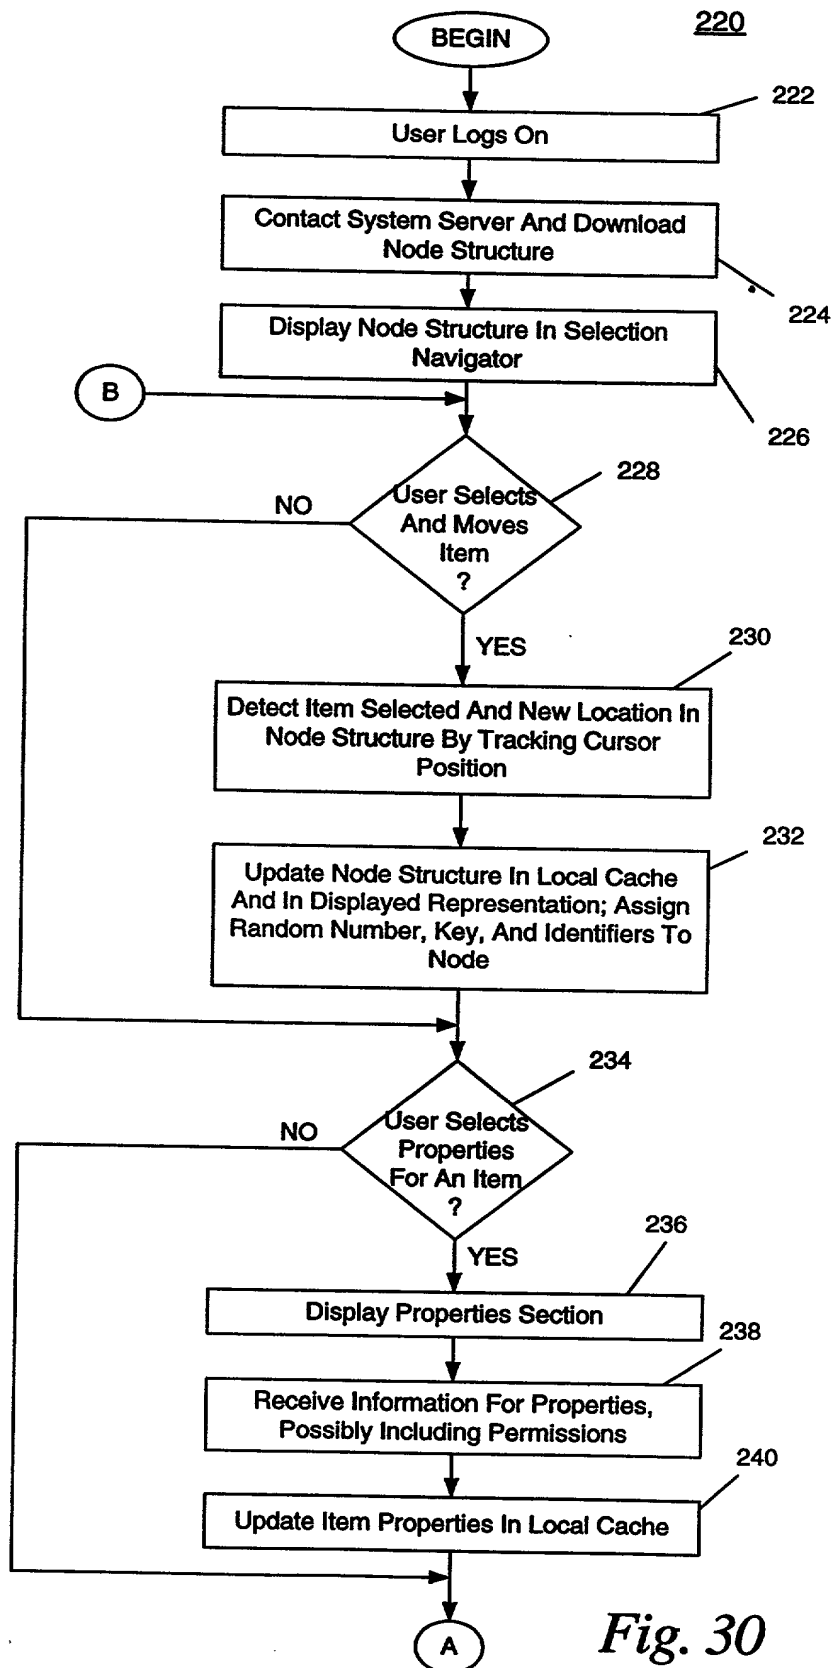 220
BEGIN
222
User Logs On
Contact System Server And Download
Node Structure
224
Display Node Structure In Selection
Navigator
226
B
228
User Selects
And Moves
Item
?
NO
YES
230
Detect Item Selected And New Location In
Node Structure By Tracking Cursor
Position
232
Update Node Structure In Local Cache
And In Displayed Representation; Assign
Random Number, Key, And Identifiers To
Node
234
User Selects
Properties
For An Item
?
NO
YES
236
Display Properties Section
238
Receive Information For Properties,
Possibly Including Permissions
240
Update Item Properties In Local Cache
A
Fig. 30